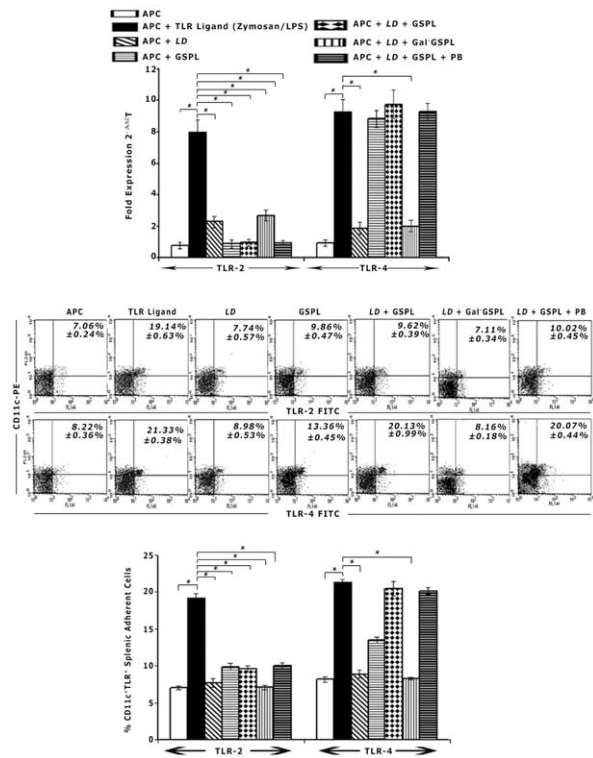 APC
APC + TLR Ligand (Zymosan/LPS)
APC + LD
APC + GSPL
APC + LD + GSPL
APC + LD + Gal-GSPL
APC + LD + GSPL + PB
Fold Expression 2-ΔΔCT
12
10
8
6
4
2
0
* * * * * * * * *
TLR-2 TLR-4
APC TLR Ligand LD GSPL LD + GSPL LD + Gal-GSPL LD + GSPL + PB
7.06% 19.14% 7.74% 9.86% 9.62% 7.11% 10.02%
±0.24% ±0.63% ±0.57% ±0.47% ±0.39% ±0.34% ±0.45%
CD11c-PE
TLR-2 FITC
8.22% 21.33% 8.98% 13.36% 20.13% 8.16% 20.07%
±0.36% ±0.38% ±0.53% ±0.45% ±0.99% ±0.18% ±0.44%
TLR-4 FITC
% CD11c+TLR+ Splenic Adherent Cells
25
20
15
10
5
0
* * * * * * * * *
TLR-2 TLR-4